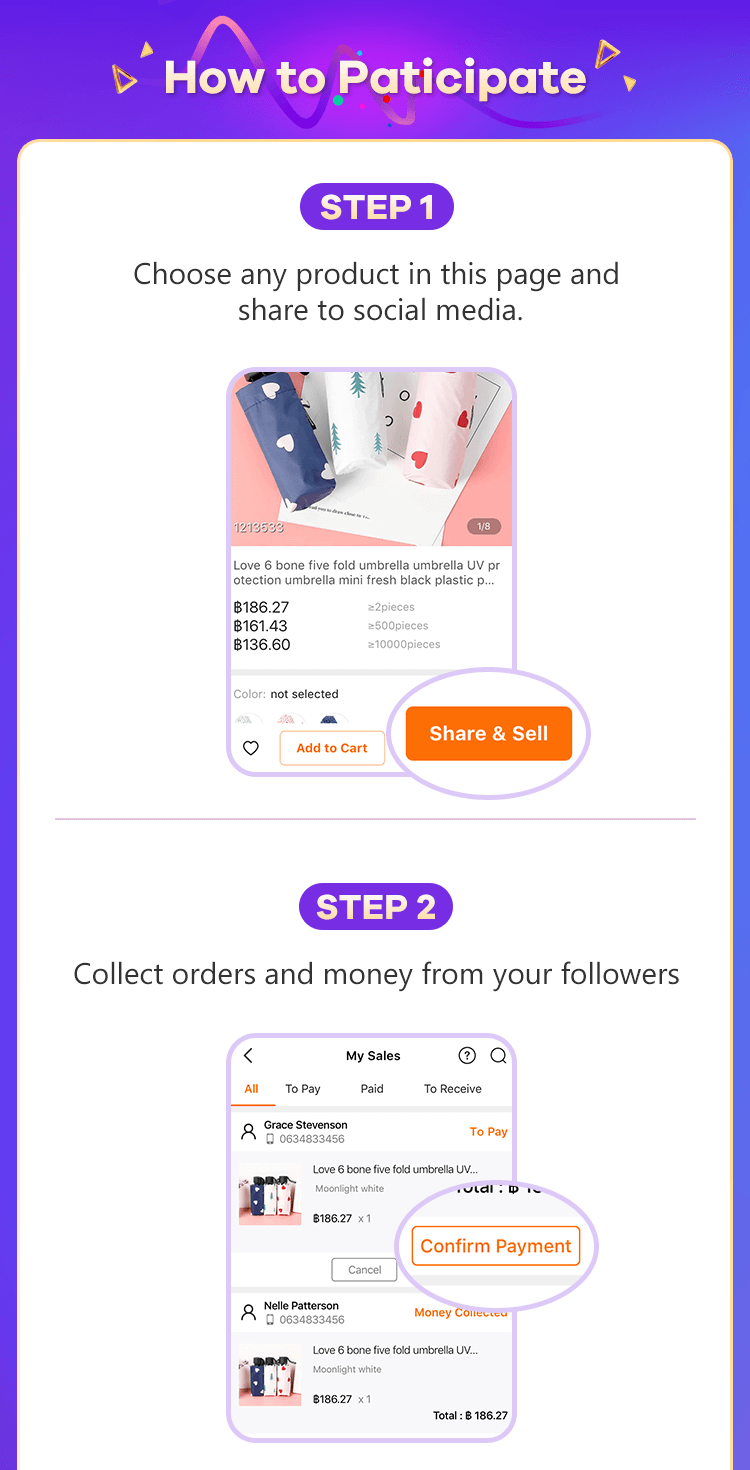 How to Paticipate
STEP 1
Choose any product in this page and
share to social media.
1213533
1/8
Love 6 bone five fold umbrella umbrella UV pr
otection umbrella mini fresh black plastic p...
฿186.27 ≥2pieces
฿161.43 ≥500pieces
฿136.60 ≥10000pieces
Color: not selected
Add to Cart
Share & Sell
STEP 2
Collect orders and money from your followers
My Sales
All To Pay Paid To Receive
Grace Stevenson
0634833456
To Pay
Love 6 bone five fold umbrella UV...
Moonlight white
฿186.27 x 1
Total : ฿
Confirm Payment
Cancel
Nelle Patterson
0634833456
Money Collected
Love 6 bone five fold umbrella UV...
Moonlight white
฿186.27 x 1
Total : ฿ 186.27